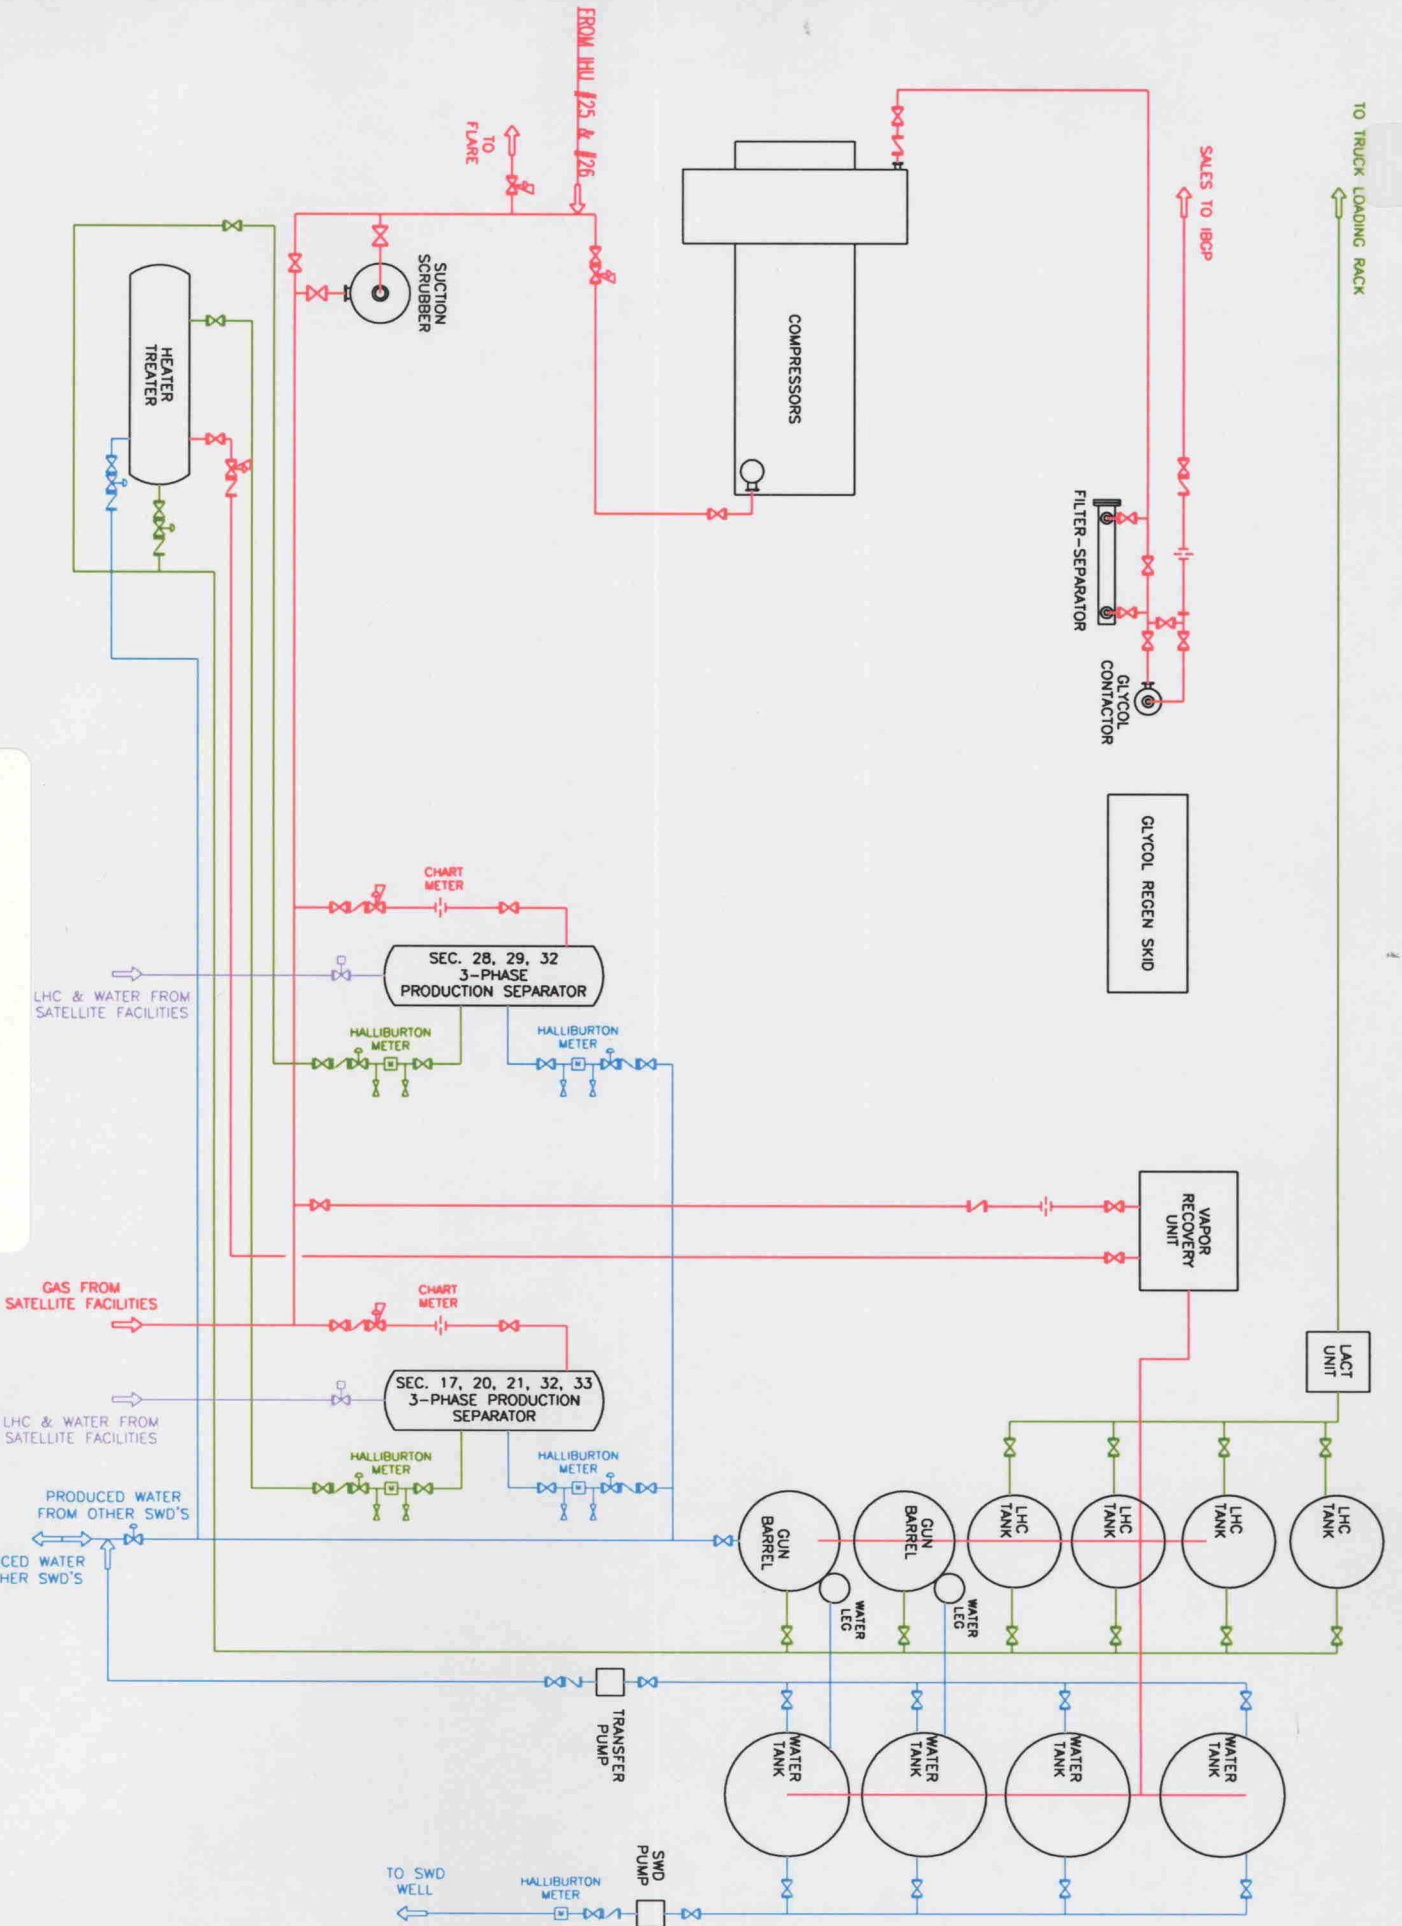 FROM IHU #25 & #26
TO
FLARE
TO TRUCK LOADING RACK
SALES TO IBGP
SUCTION
SCRUBBER
HEATER
TREATER
COMPRESSORS
FILTER-SEPARATOR
GLYCOL
CONTACTOR
GLYCOL REGEN SKID
CHART
METER
SEC. 28, 29, 32
3-PHASE
PRODUCTION SEPARATOR
LHC & WATER FROM
SATELLITE FACILITIES
HALLIBURTON
METER
M
HALLIBURTON
METER
M
VAPOR
RECOVERY
UNIT
GAS FROM
SATELLITE FACILITIES
CHART
METER
SEC. 17, 20, 21, 32, 33
3-PHASE PRODUCTION
SEPARATOR
LHC & WATER FROM
SATELLITE FACILITIES
HALLIBURTON
METER
M
HALLIBURTON
METER
M
LACT
UNIT
PRODUCED WATER
FROM OTHER SWD'S
CED WATER
HER SWD'S
GUN
BARREL
GUN
BARREL
LHC
TANK
LHC
TANK
LHC
TANK
LHC
TANK
WATER
LEG
WATER
LEG
TRANSFER
PUMP
WATER
TANK
WATER
TANK
WATER
TANK
WATER
TANK
SWD
PUMP
TO SWD
WELL
HALLIBURTON
METER
M